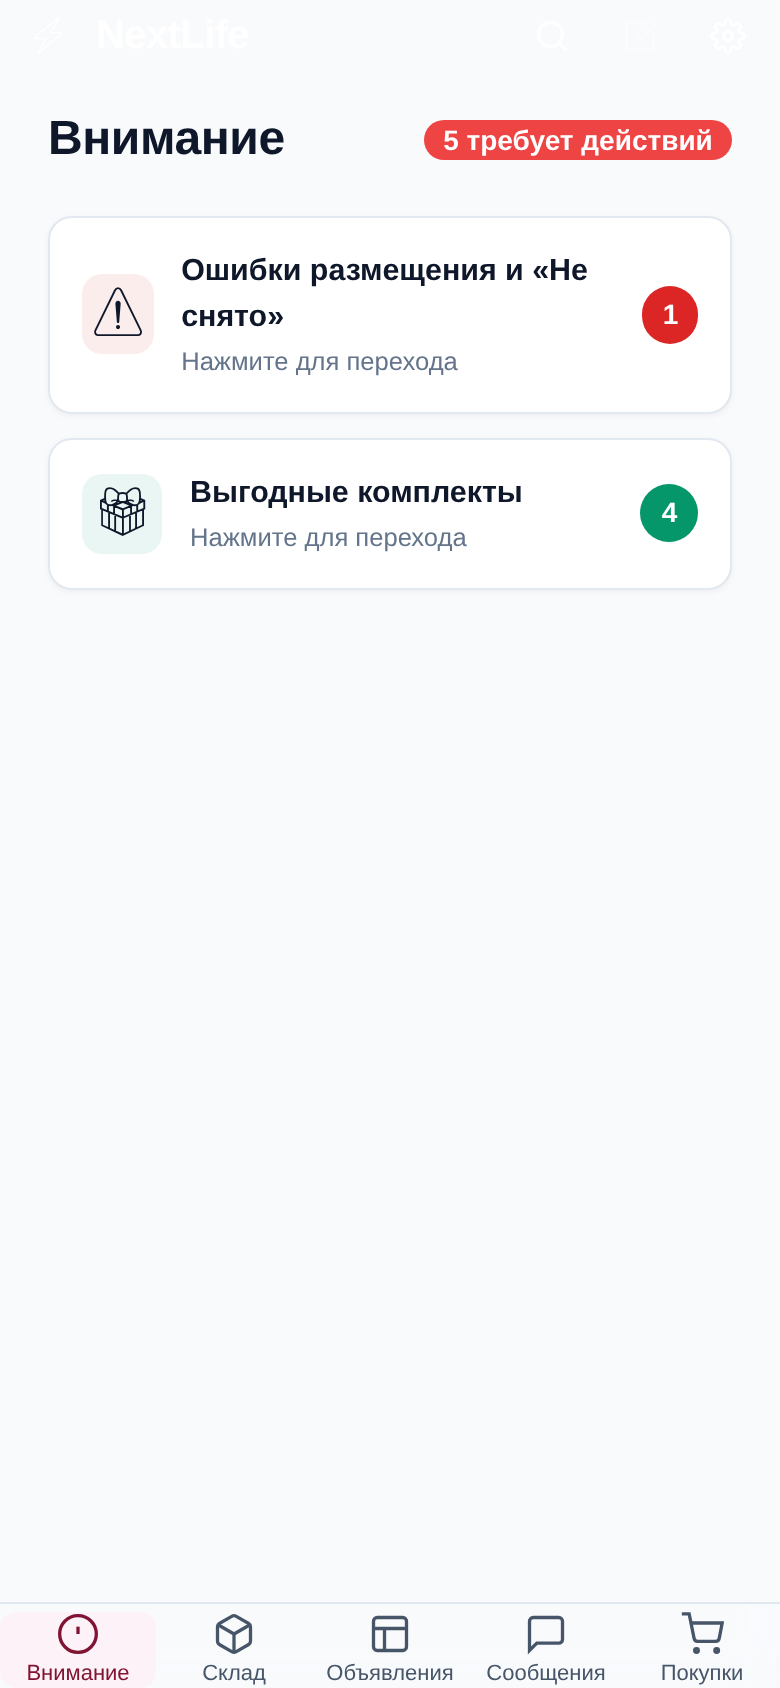 NextLife
Внимание
5 требует действий
Ошибки размещения и «Не
снято»
Нажмите для перехода
1
Выгодные комплекты
Нажмите для перехода
4
Внимание
Склад
Объявления
Сообщения
Покупки